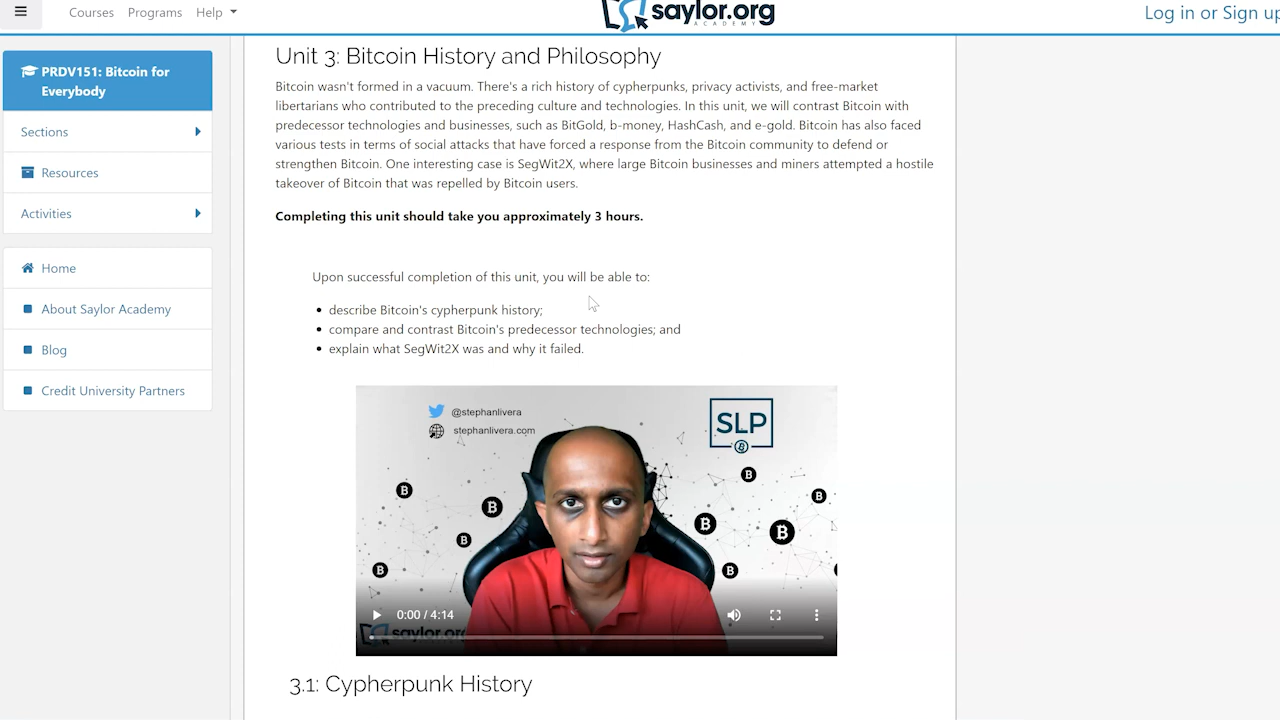 Courses Programs Help
saylor.org
ACADEMY
Log in or Sign up
PRDV151: Bitcoin for
Everybody
Sections
Resources
Activities
Home
About Saylor Academy
Blog
Credit University Partners
Unit 3: Bitcoin History and Philosophy
Bitcoin wasn't formed in a vacuum. There's a rich history of cypherpunks, privacy activists, and free-market
libertarians who contributed to the preceding culture and technologies. In this unit, we will contrast Bitcoin with
predecessor technologies and businesses, such as BitGold, b-money, HashCash, and e-gold. Bitcoin has also faced
various tests in terms of social attacks that have forced a response from the Bitcoin community to defend or
strengthen Bitcoin. One interesting case is SegWit2X, where large Bitcoin businesses and miners attempted a hostile
takeover of Bitcoin that was repelled by Bitcoin users.
Completing this unit should take you approximately 3 hours.
Upon successful completion of this unit, you will be able to:
• describe Bitcoin's cypherpunk history;
• compare and contrast Bitcoin's predecessor technologies; and
• explain what SegWit2X was and why it failed.
@stephanlivera
stephanlivera.com
SLP
0:00 / 4:14
saylor.org
3.1: Cypherpunk History